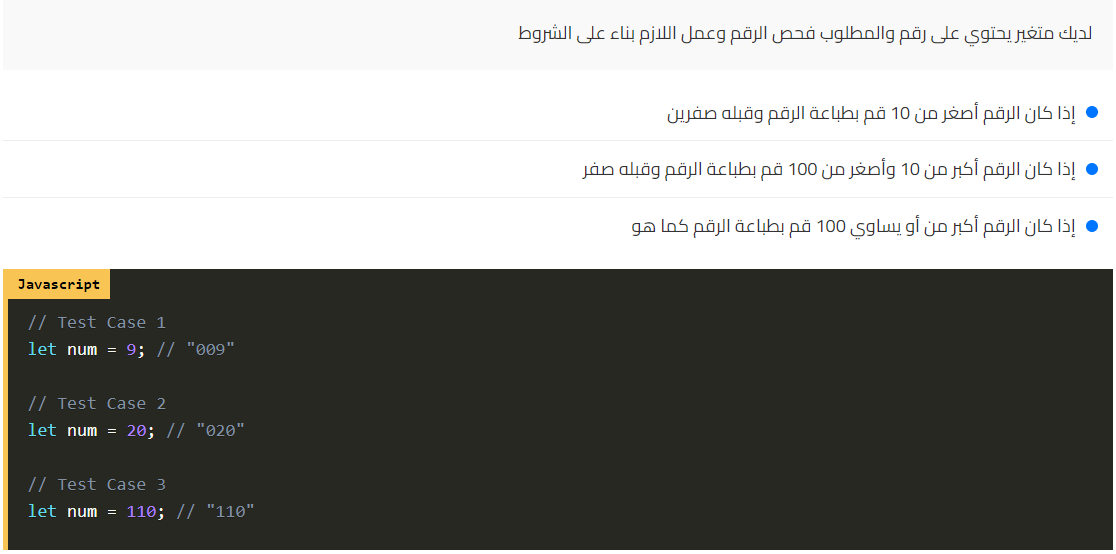 لديك متغير يحتوي على رقم والمطلوب فحص الرقم وعمل اللازم بناء على الشروط
إذا كان الرقم أصغر من 10 قم بطباعة الرقم وقبله صفرين
إذا كان الرقم أكبر من 10 وأصغر من 100 قم بطباعة الرقم وقبله صفر
إذا كان الرقم أكبر من أو يساوي 100 قم بطباعة الرقم كما هو
Javascript
// Test Case 1
let num = 9; // "009"
// Test Case 2
let num = 20; // "020"
// Test Case 3
let num = 110; // "110"